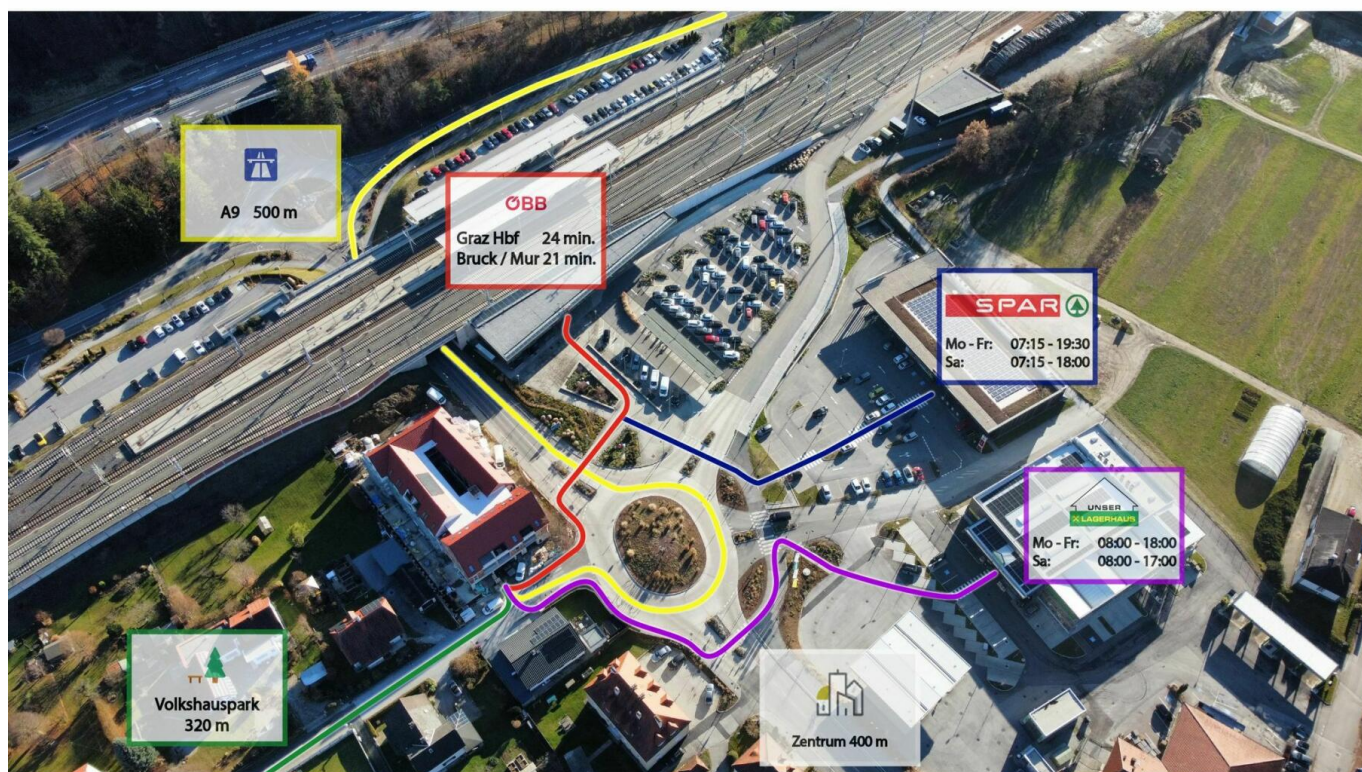 A9 500 m
ÖBB
Graz Hbf 24 min.
Bruck / Mur 21 min.
SPAR
Mo - Fr: 07:15 - 19:30
Sa: 07:15 - 18:00
UNSER
LAGERHAUS
Mo - Fr: 08:00 - 18:00
Sa: 08:00 - 17:00
Volkshauspark
320 m
Zentrum 400 m